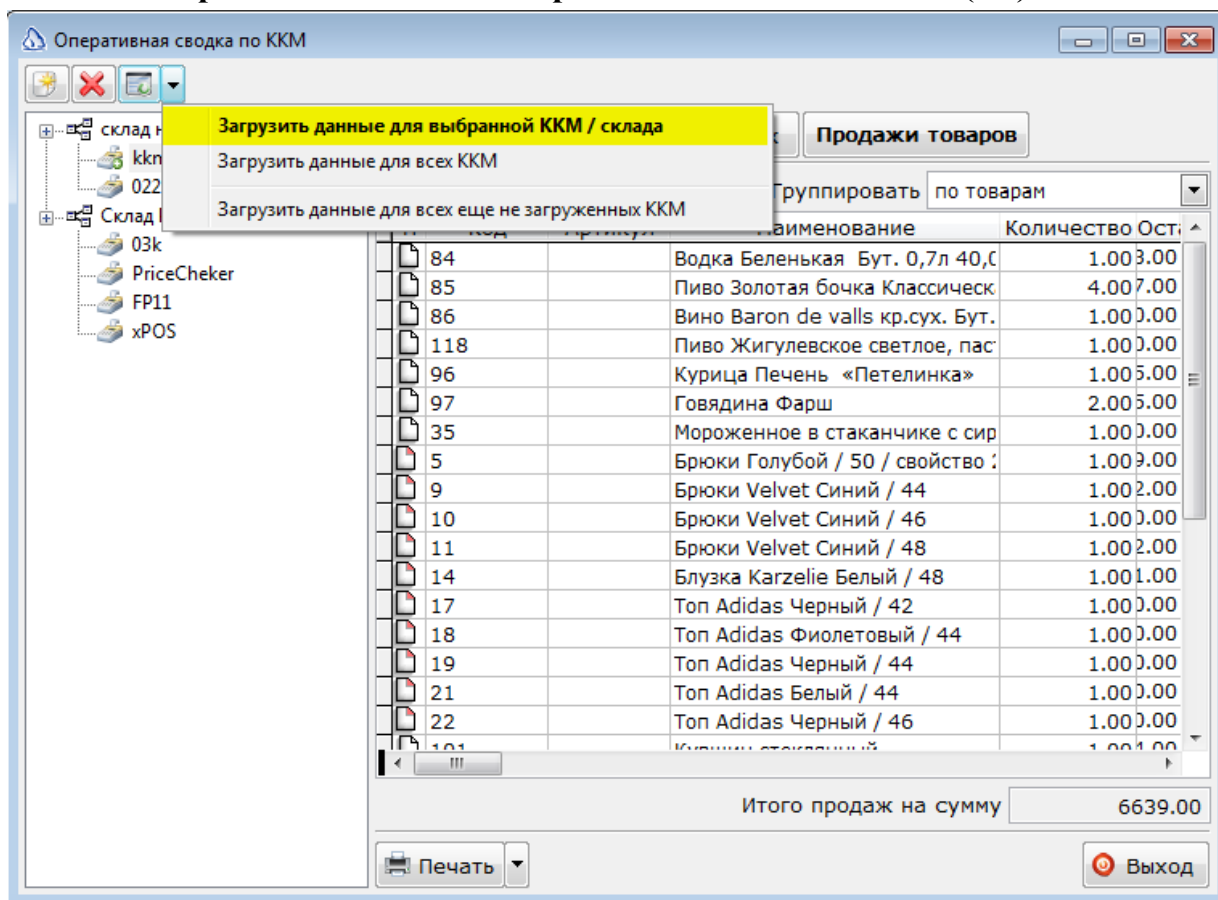 Оперативная сводка по ККМ
Загрузить данные для выбранной ККМ / склада
Загрузить данные для всех ККМ
Загрузить данные для всех еще не загруженных ККМ
Продажи товаров
Группировать по товарам
склад
022
Склад
03k
PriceCheker
FP11
xPOS
Код Артикул Наименование Количество
84 Водка Беленькая Бут. 0,7л 1.00
85 Пиво Золотая бочка 4.00
86 Вино Baron de valls кр.сух. Бут. 1.00
118 Пиво Жигулевское светлое, 1.00
96 Курица Печень «Петелинка» 1.00
97 Говядина Фарш 2.00
35 Мороженное в стаканчике с 1.00
5 Брюки Голубой / 50 / свойство 1.00
9 Брюки Velvet Синий / 44 1.00
10 Брюки Velvet Синий / 46 1.00
11 Брюки Velvet Синий / 48 1.00
14 Блузка Karzelie Белый / 48 1.00
17 Топ Adidas Черный / 42 1.00
18 Топ Adidas Фиолетовый / 44 1.00
19 Топ Adidas Черный / 44 1.00
21 Топ Adidas Белый / 44 1.00
22 Топ Adidas Черный / 46 1.00
Итого продаж на сумму 6639.00
Печать Выход